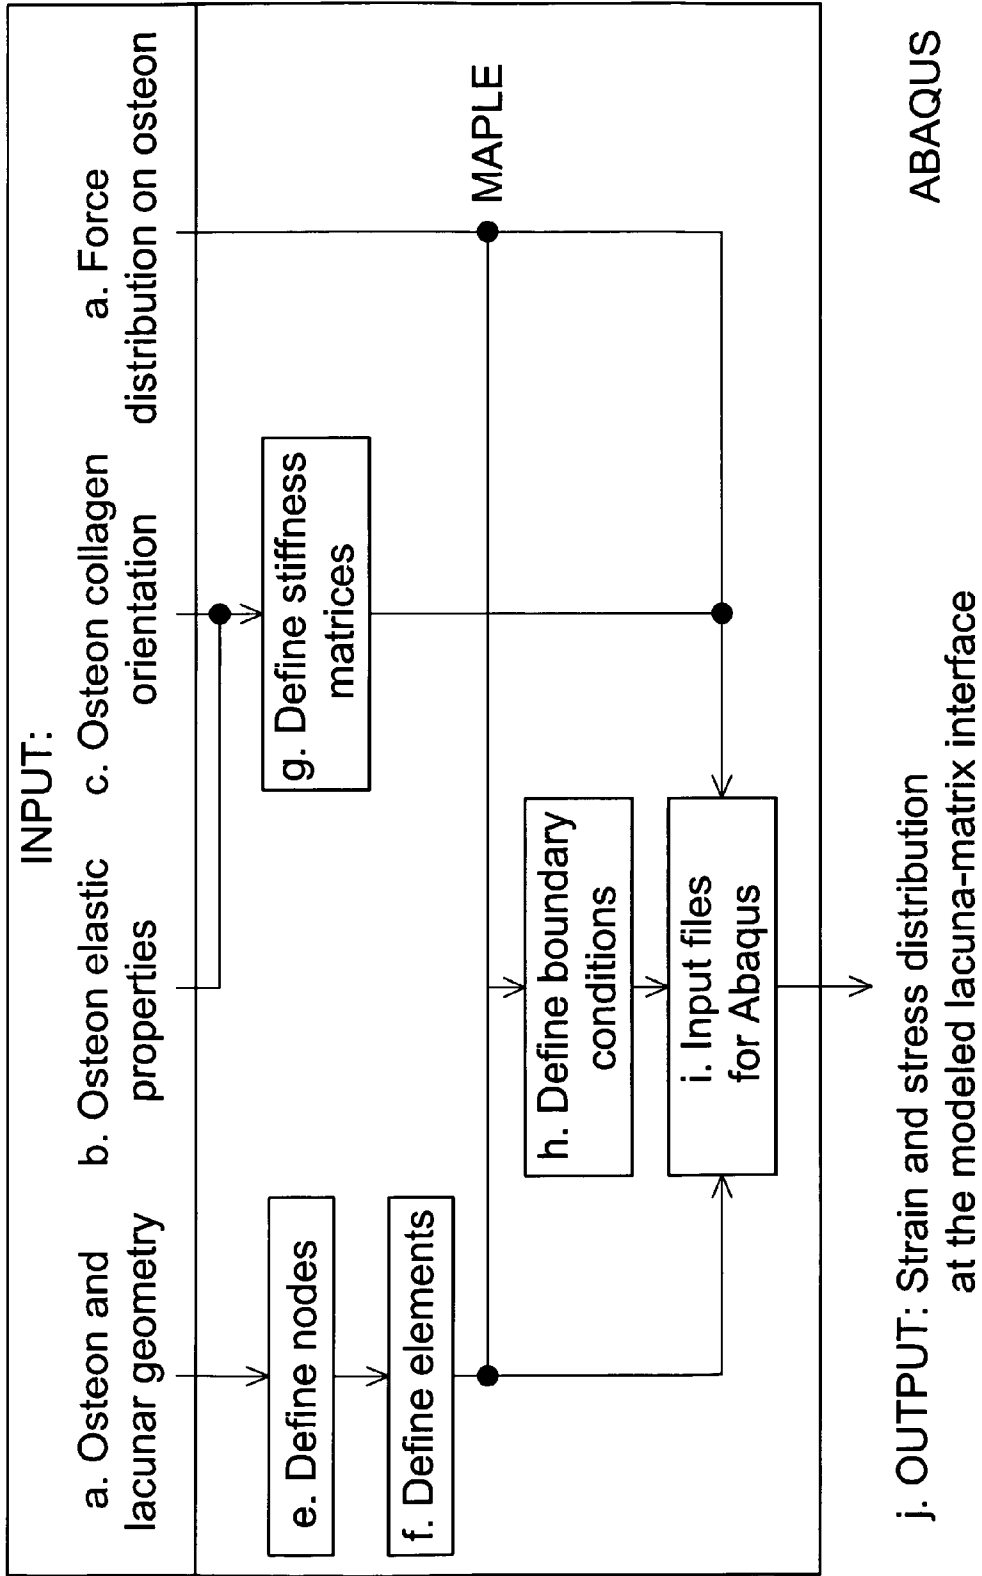 INPUT:
a. Osteon and
lacunar geometry
b. Osteon elastic
properties
c. Osteon collagen
orientation
a. Force
distribution on osteon
e. Define nodes
g. Define stiffness
matrices
f. Define elements
MAPLE
h. Define boundary
conditions
i. Input files
for Abaqus
j. OUTPUT: Strain and stress distribution
at the modeled lacuna-matrix interface
ABAQUS